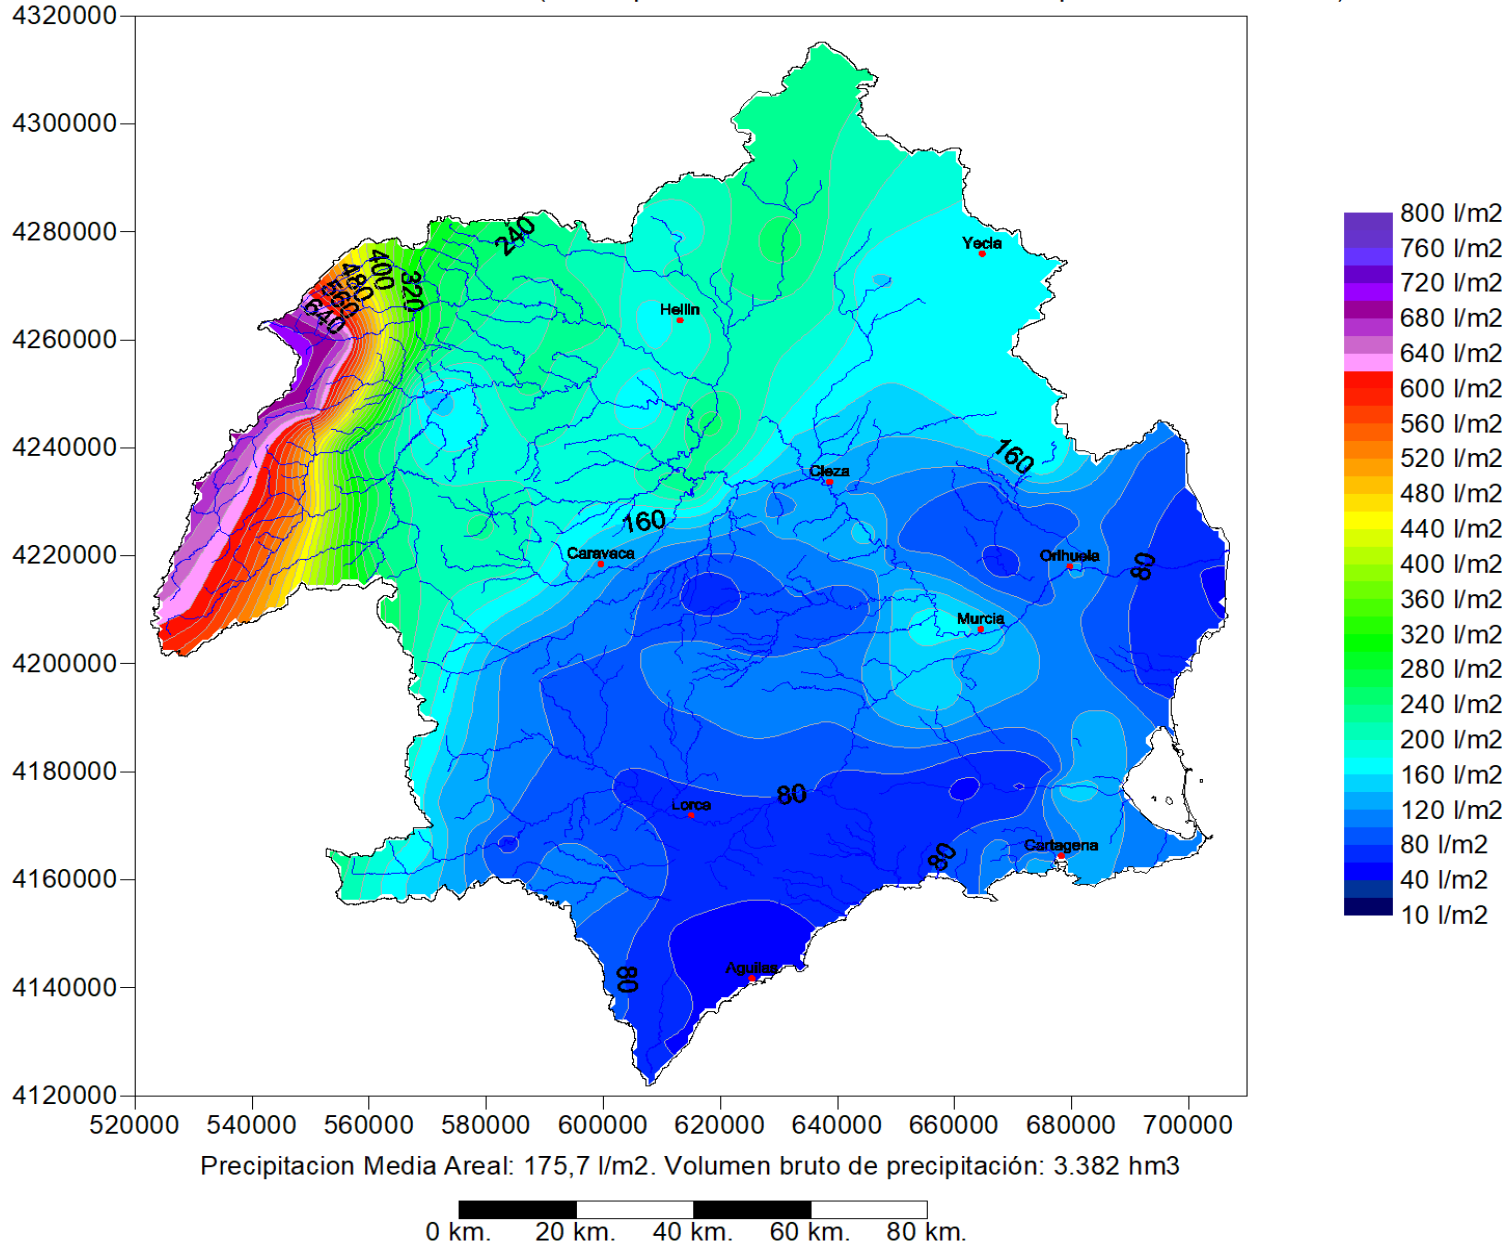 4320000
4300000
4280000
4260000
4240000
4220000
4200000
4180000
4160000
4140000
4120000
520000 540000 560000 580000 600000 620000 640000 660000 680000 700000
240
400
480
560
640
320
Yecla
Hellin
160
Cieza
160
Caravaca
Orihuela
80
Murcia
80
Lorca
80
Cartagena
80
Aguilas
800 l/m2
760 l/m2
720 l/m2
680 l/m2
640 l/m2
600 l/m2
560 l/m2
520 l/m2
480 l/m2
440 l/m2
400 l/m2
360 l/m2
320 l/m2
280 l/m2
240 l/m2
200 l/m2
160 l/m2
120 l/m2
80 l/m2
40 l/m2
10 l/m2
Precipitacion Media Areal: 175,7 l/m2. Volumen bruto de precipitación: 3.382 hm3
0 km. 20 km. 40 km. 60 km. 80 km.